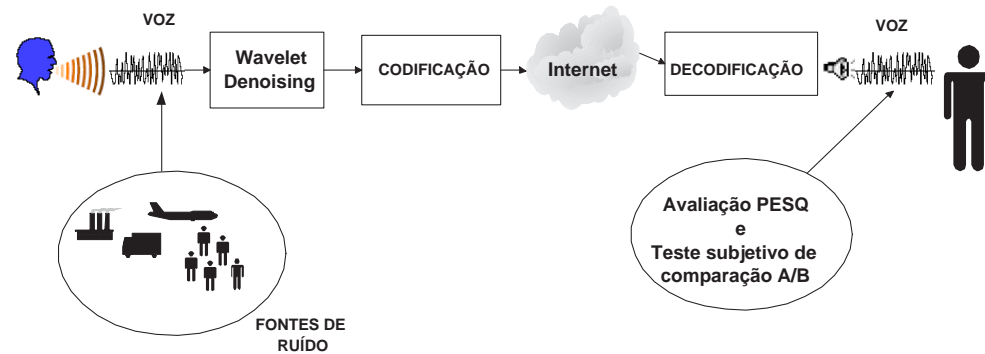 VOZ
Wavelet
Denoising
CODIFICAÇÃO
Internet
DECODIFICAÇÃO
VOZ
FONTES DE
RUÍDO
Avaliação PESQ
e
Teste subjetivo de
comparação A/B